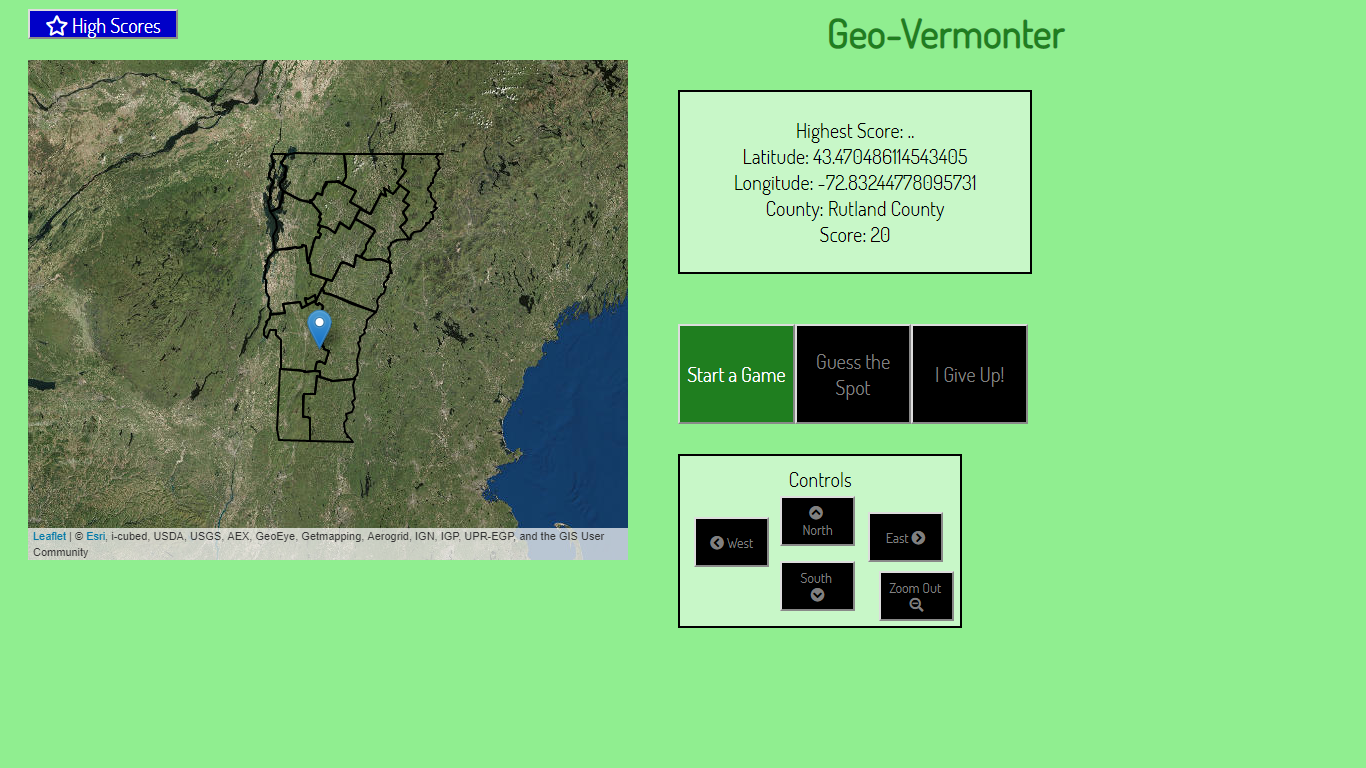 High Scores
Geo-Vermonter
Highest Score: ..
Latitude: 43.470486114543405
Longitude: -72.83244778095731
County: Rutland County
Score: 20
Start a Game
Guess the
Spot
I Give Up!
Controls
North
West
East
South
Zoom Out
Leaflet | © Esri, i-cubed, USDA, USGS, AEX, GeoEye, Getmapping, Aerogrid, IGN, IGP, UPR-EGP, and the GIS User
Community